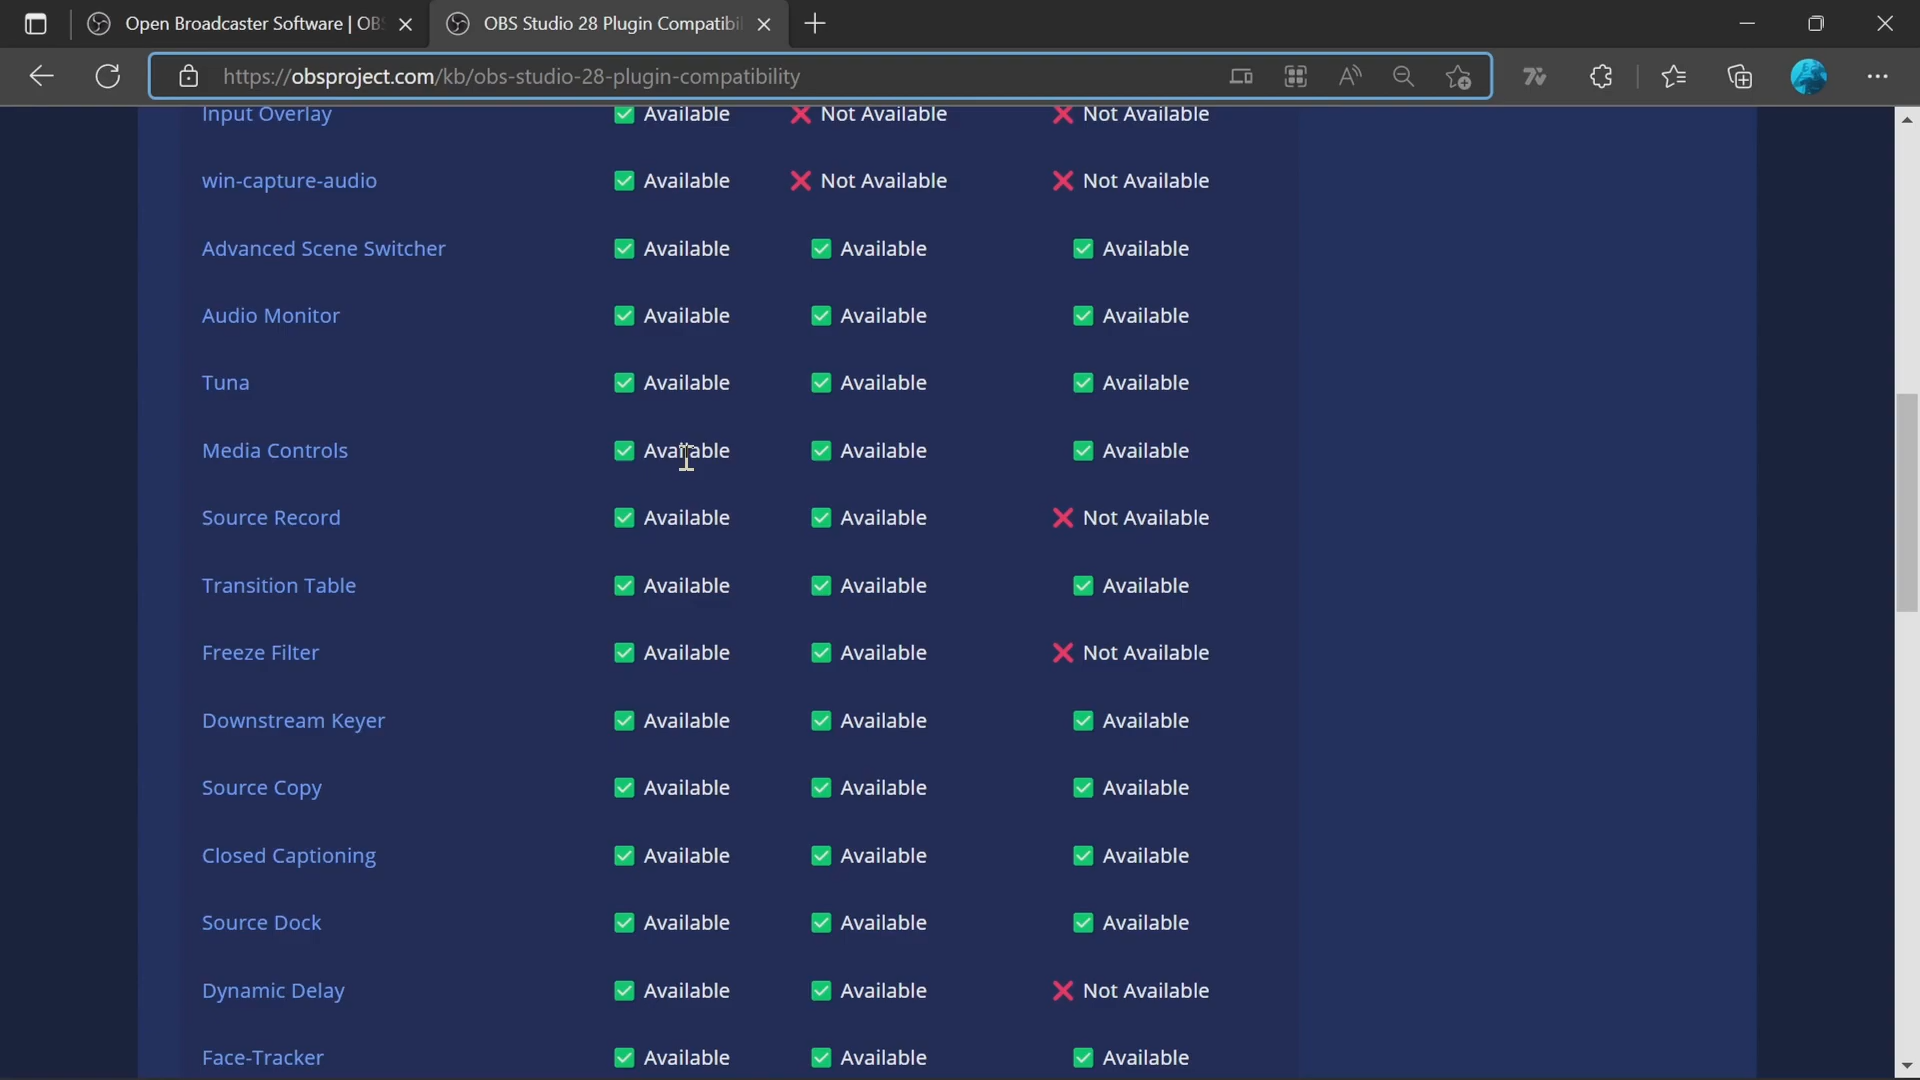 Open Broadcaster Software | OBS
OBS Studio 28 Plugin Compatibil
https://obsproject.com/kb/obs-studio-28-plugin-compatibility
Input Overlay Available Not Available Not Available
win-capture-audio Available Not Available Not Available
Advanced Scene Switcher Available Available Available
Audio Monitor Available Available Available
Tuna Available Available Available
Media Controls Available Available Available
Source Record Available Available Not Available
Transition Table Available Available Available
Freeze Filter Available Available Not Available
Downstream Keyer Available Available Available
Source Copy Available Available Available
Closed Captioning Available Available Available
Source Dock Available Available Available
Dynamic Delay Available Available Not Available
Face-Tracker Available Available Available